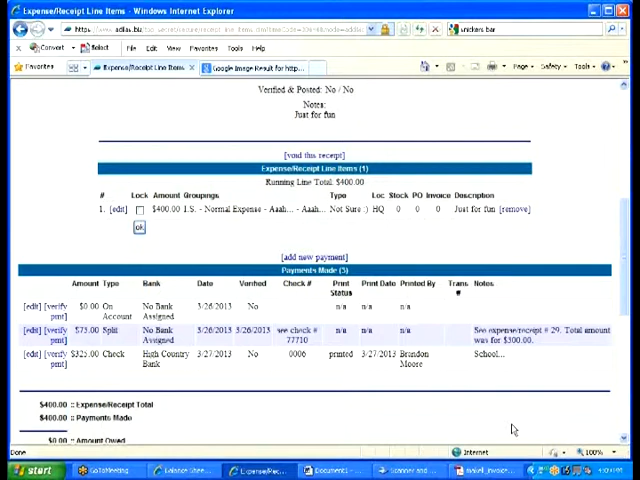 Expense/Receipt Line Items - Windows Internet Explorer
unickers bar
Convert Select File Edit View Favorites Tools Help
Favorites Expense/Receipt Line Items Google Image Result for http... Page Safety Tools
Verified & Posted: No / No
Notes:
Just for fun
[void this receipt]
Expense/Receipt Line Items (1)
Running Line Total: $400.00
# Lock Amount Groupings Type Loc Stock PO Invoice Description
1. [edit] $400.00 I.S. - Normal Expense - Aaah... - Aaah... Not Sure :) HQ 0 0 0 Just for fun [remove]
ok
[add new payment]
Payments Made (3)
Amount Type Bank Date Verified Check # Print Status Print Date Printed By Trans # Notes
[edit] [verify pmt] $0.00 On Account No Bank Assigned 3/26/2013 No n/a n/a n/a
[edit] [verify pmt] $75.00 Split No Bank Assigned 3/26/2013 3/26/2013 see check # 77710 n/a n/a n/a See expense/receipt # 29. Total amount was for $300.00.
[edit] [verify pmt] $325.00 Check High Country Bank 3/27/2013 No 0006 printed 3/27/2013 Brandon Moore School...
$400.00 :: Expense/Receipt Total
$400.00 :: Payments Made
$0.00 :: Amount Owed
Done Internet 100%
start GoToMeeting Balance Shee... Expense/Rec... Document1 - ... Scanner and ...